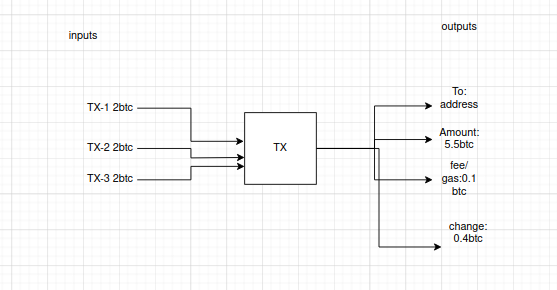 inputs
outputs
TX-1 2btc
TX-2 2btc
TX-3 2btc
TX
To:
address
Amount:
5.5btc
fee/
gas:0.1
btc
change:
0.4btc